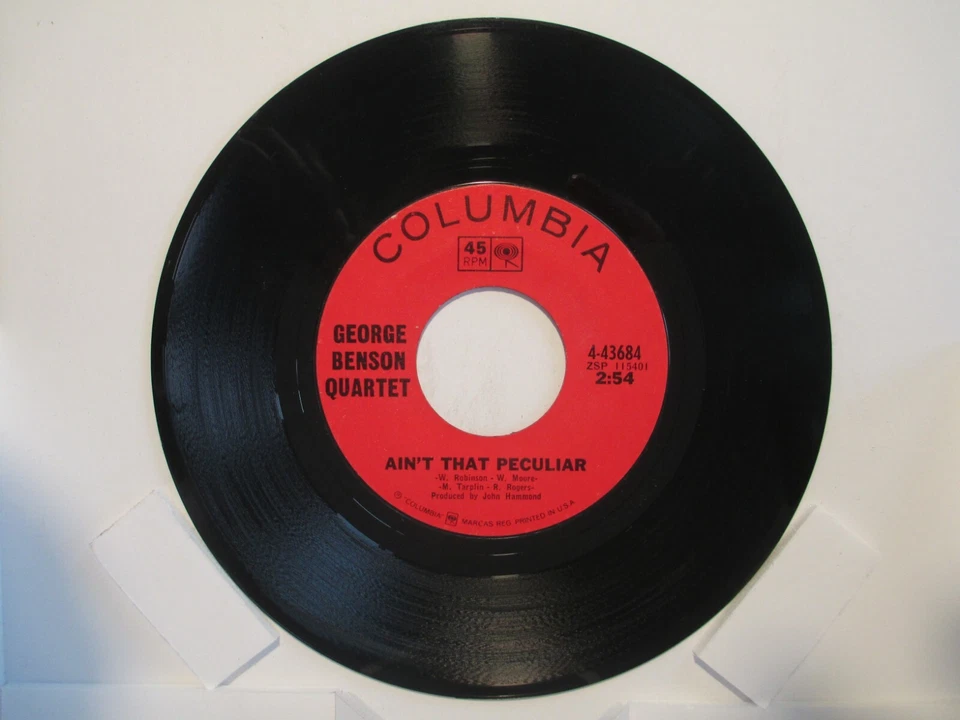 COLUMBIA
45
RPM
GEORGE
BENSON
QUARTET
4-43684
ZSP 115401
2:54
AIN'T THAT PECULIAR
-W. Robinson - W. Moore-
-M. Tarplin - R. Rogers-
Produced by John Hammond
Ⓟ "COLUMBIA" MARCAS REG. PRINTED IN U.S.A.